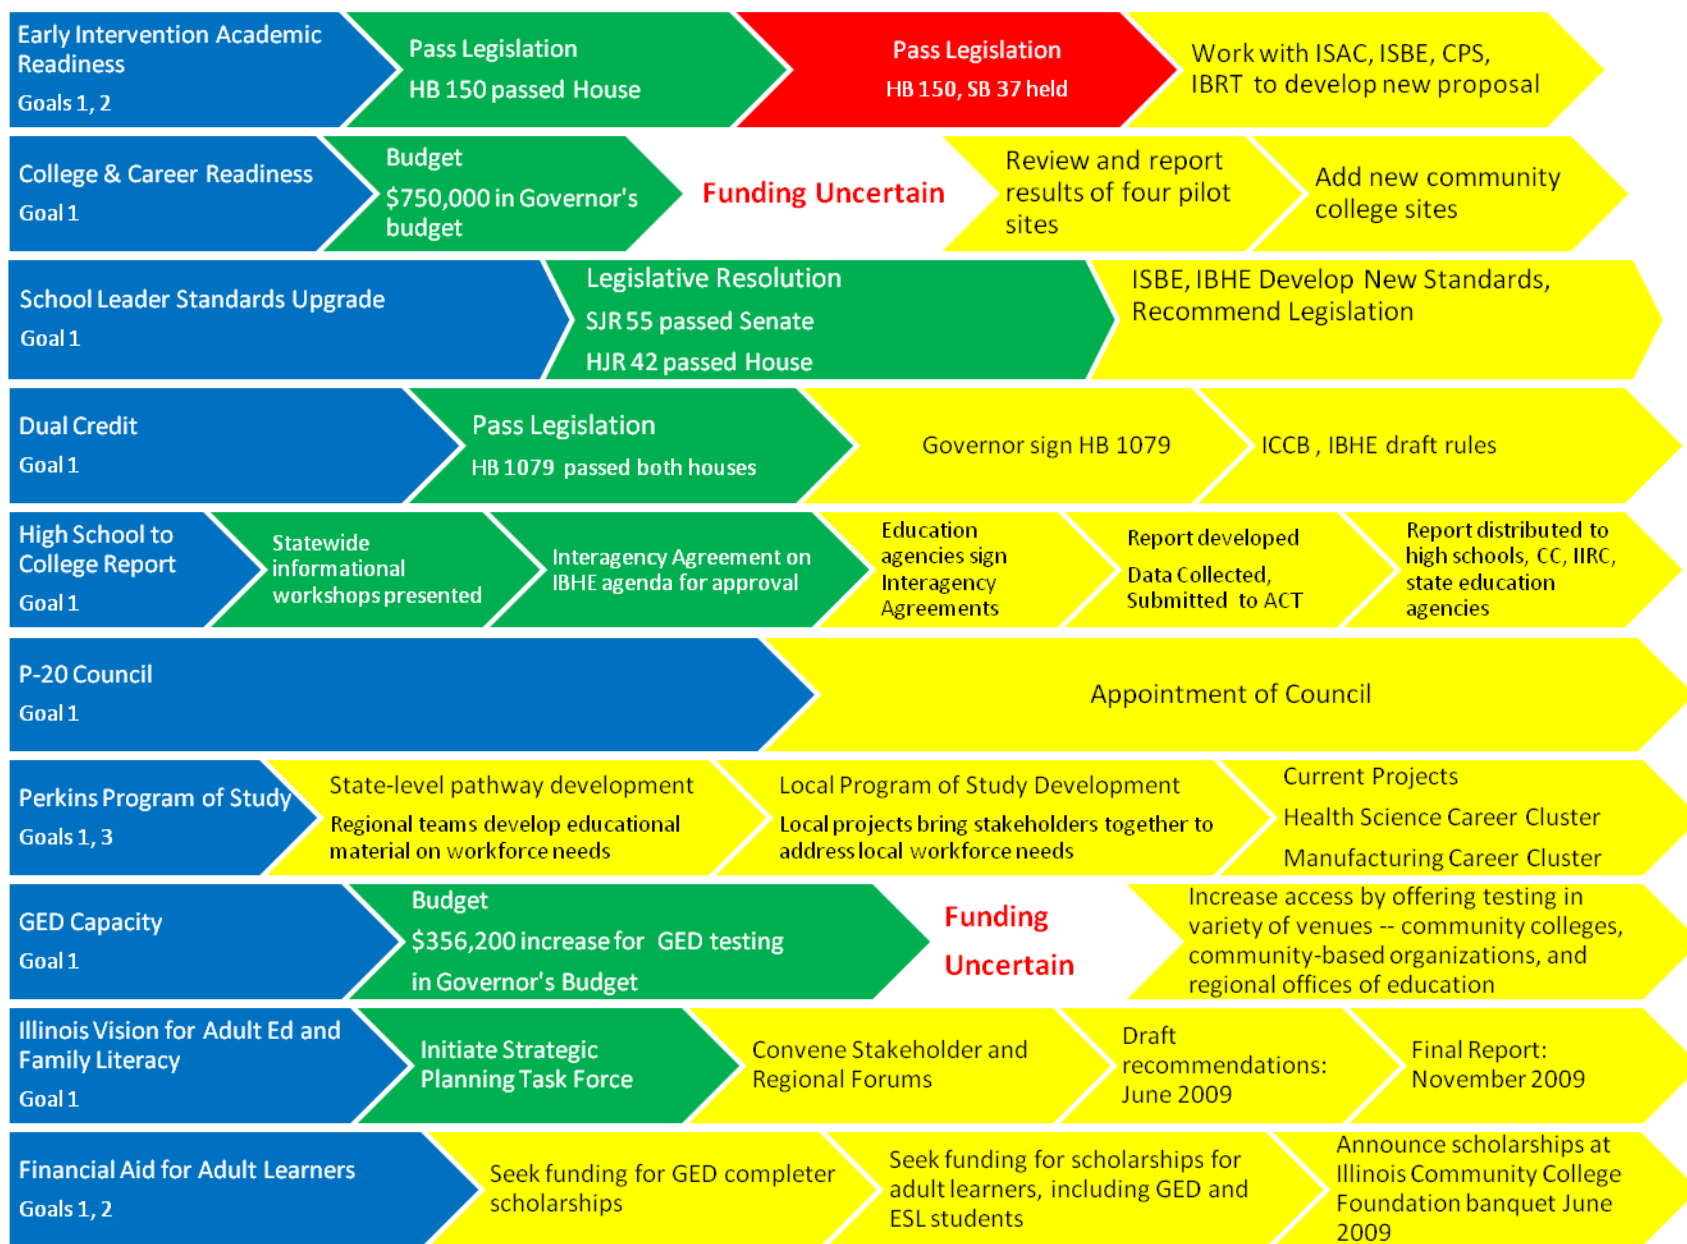 Early Intervention Academic
Readiness
Goals 1, 2
Pass Legislation
HB 150 passed House
Pass Legislation
HB 150, SB 37 held
Work with ISAC, ISBE, CPS,
IBRT to develop new proposal
College & Career Readiness
Goal 1
Budget
$750,000 in Governor's
budget
Funding Uncertain
Review and report
results of four pilot
sites
Add new community
college sites
School Leader Standards Upgrade
Goal 1
Legislative Resolution
SJR 55 passed Senate
HJR 42 passed House
ISBE, IBHE Develop New Standards,
Recommend Legislation
Dual Credit
Goal 1
Pass Legislation
HB 1079 passed both houses
Governor sign HB 1079
ICCB , IBHE draft rules
High School to
College Report
Goal 1
Statewide
informational
workshops presented
Interagency Agreement on
IBHE agenda for approval
Education
agencies sign
Interagency
Agreements
Report developed
Data Collected,
Submitted to ACT
Report distributed to
high schools, CC, IIRC,
state education
agencies
P-20 Council
Goal 1
Appointment of Council
Perkins Program of Study
Goals 1, 3
State-level pathway development
Regional teams develop educational
material on workforce needs
Local Program of Study Development
Local projects bring stakeholders together to
address local workforce needs
Current Projects
Health Science Career Cluster
Manufacturing Career Cluster
GED Capacity
Goal 1
Budget
$356,200 increase for GED testing
in Governor's Budget
Funding
Uncertain
Increase access by offering testing in
variety of venues -- community colleges,
community-based organizations, and
regional offices of education
Illinois Vision for Adult Ed and
Family Literacy
Goal 1
Initiate Strategic
Planning Task Force
Convene Stakeholder and
Regional Forums
Draft
recommendations:
June 2009
Final Report:
November 2009
Financial Aid for Adult Learners
Goals 1, 2
Seek funding for GED completer
scholarships
Seek funding for scholarships for
adult learners, including GED and
ESL students
Announce scholarships at
Illinois Community College
Foundation banquet June
2009